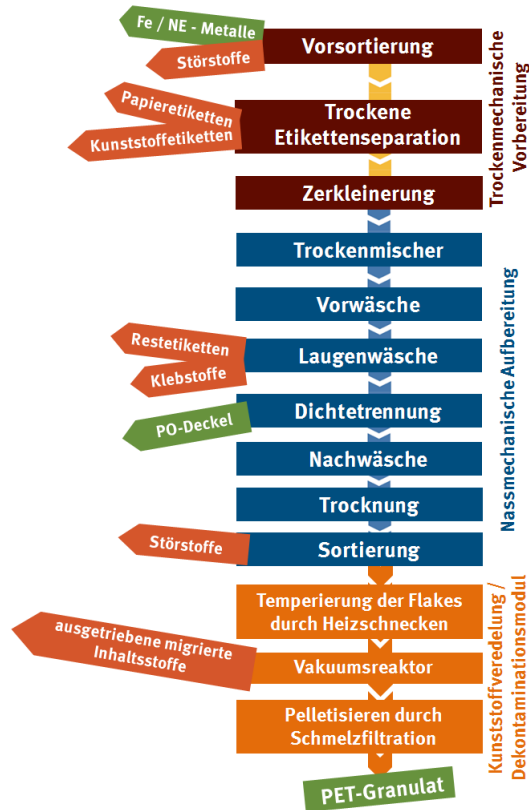 Fe / NE - Metalle
Störstoffe
Vorsortierung
Papieretiketten
Kunststoffetiketten
Trockene
Etikettenseparation
Zerkleinerung
Trockenmechanische
Vorbereitung
Trockenmischer
Vorwäsche
Restetiketten
Klebstoffe
Laugenwäsche
PO-Deckel
Dichtetrennung
Nachwäsche
Trocknung
Störstoffe
Sortierung
Nassmechanische Aufbereitung
Temperierung der Flakes
durch Heizschnecken
ausgetriebene migrierte
Inhaltsstoffe
Vakuumsreaktor
Pelletisieren durch
Schmelzfiltration
Kunststoffveredelung /
Dekontaminationsmodul
PET-Granulat